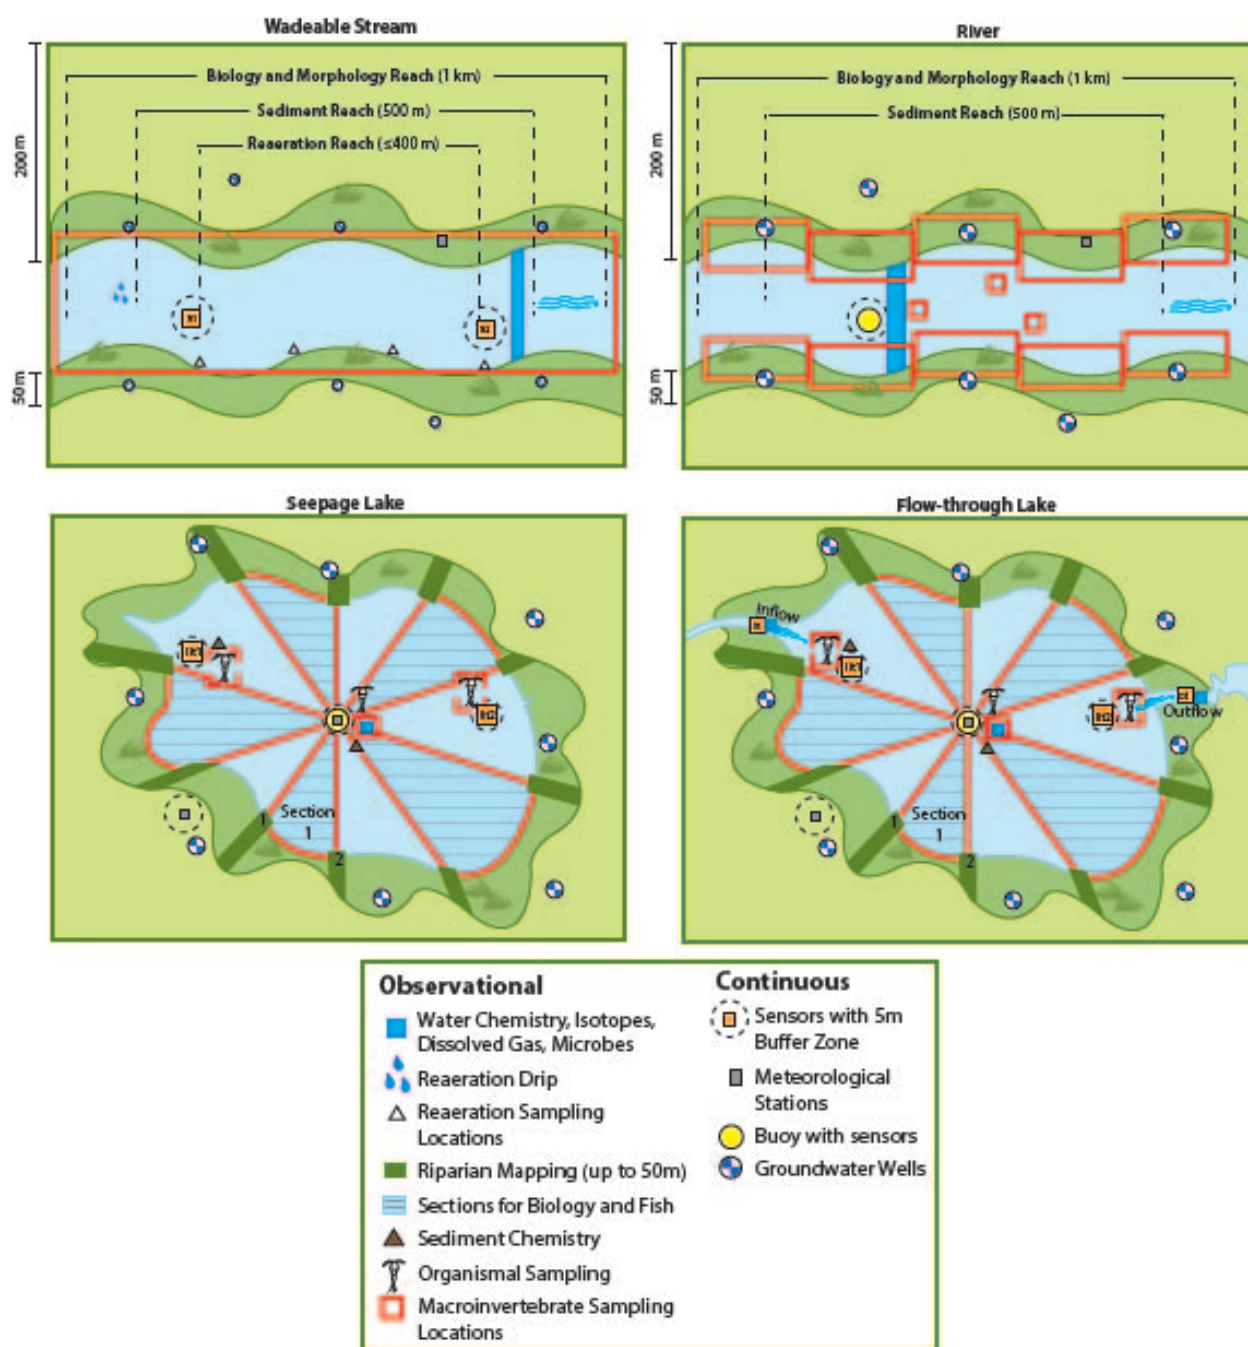 Wadeable Stream
Biology and Morphology Reach (1 km)
Sediment Reach (500 m)
Reaeration Reach (≤400 m)
200 m
50 m
S1
S2
River
Biology and Morphology Reach (1 km)
Sediment Reach (500 m)
200 m
50 m
Seepage Lake
Section
1
1
2
Flow-through Lake
Inflow
Outflow
Section
1
1
2
Observational
Water Chemistry, Isotopes,
Dissolved Gas, Microbes
Reaeration Drip
Reaeration Sampling
Locations
Riparian Mapping (up to 50m)
Sections for Biology and Fish
Sediment Chemistry
Organismal Sampling
Macroinvertebrate Sampling
Locations
Continuous
Sensors with 5m
Buffer Zone
Meteorological
Stations
Buoy with sensors
Groundwater Wells